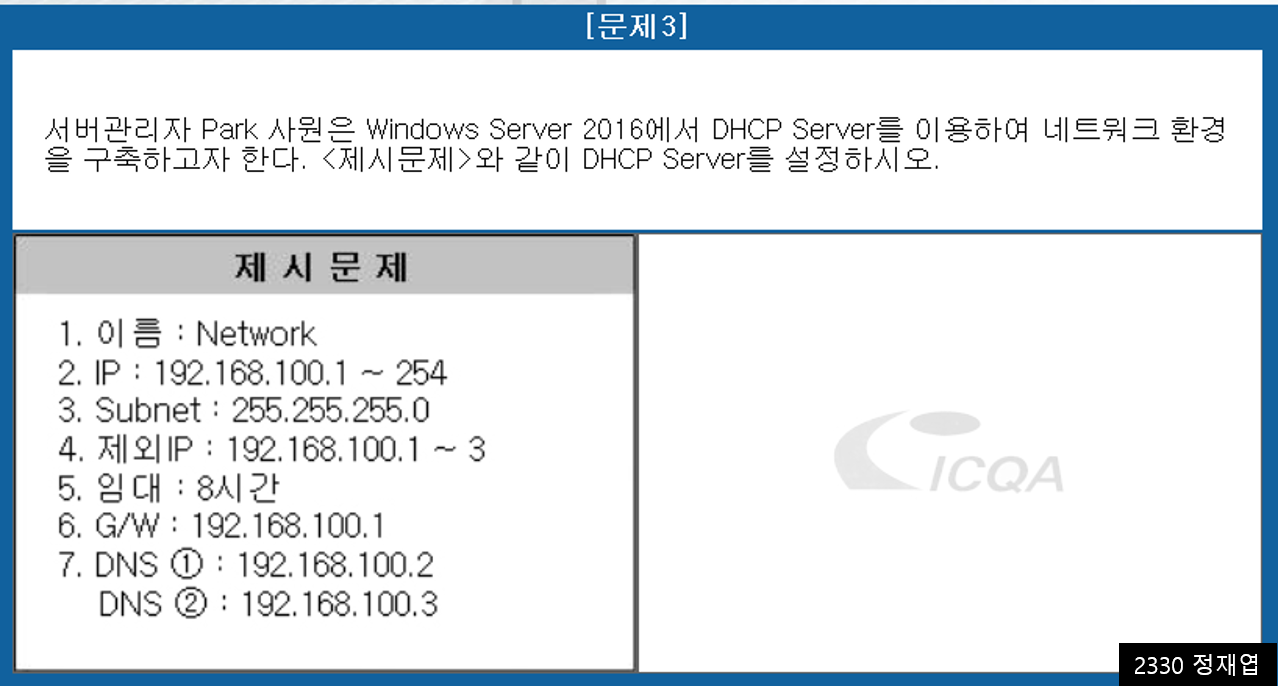 [문제3]
서버관리자 Park 사원은 Windows Server 2016에서 DHCP Server를 이용하여 네트워크 환경
을 구축하고자 한다. <제시문제>와 같이 DHCP Server를 설정하시오.
제 시 문 제
1. 이름 : Network
2. IP : 192.168.100.1 ~ 254
3. Subnet : 255.255.255.0
4. 제외IP : 192.168.100.1 ~ 3
5. 임대 : 8시간
6. G/W : 192.168.100.1
7. DNS ① : 192.168.100.2
DNS ② : 192.168.100.3
ICQA
2330 정재엽